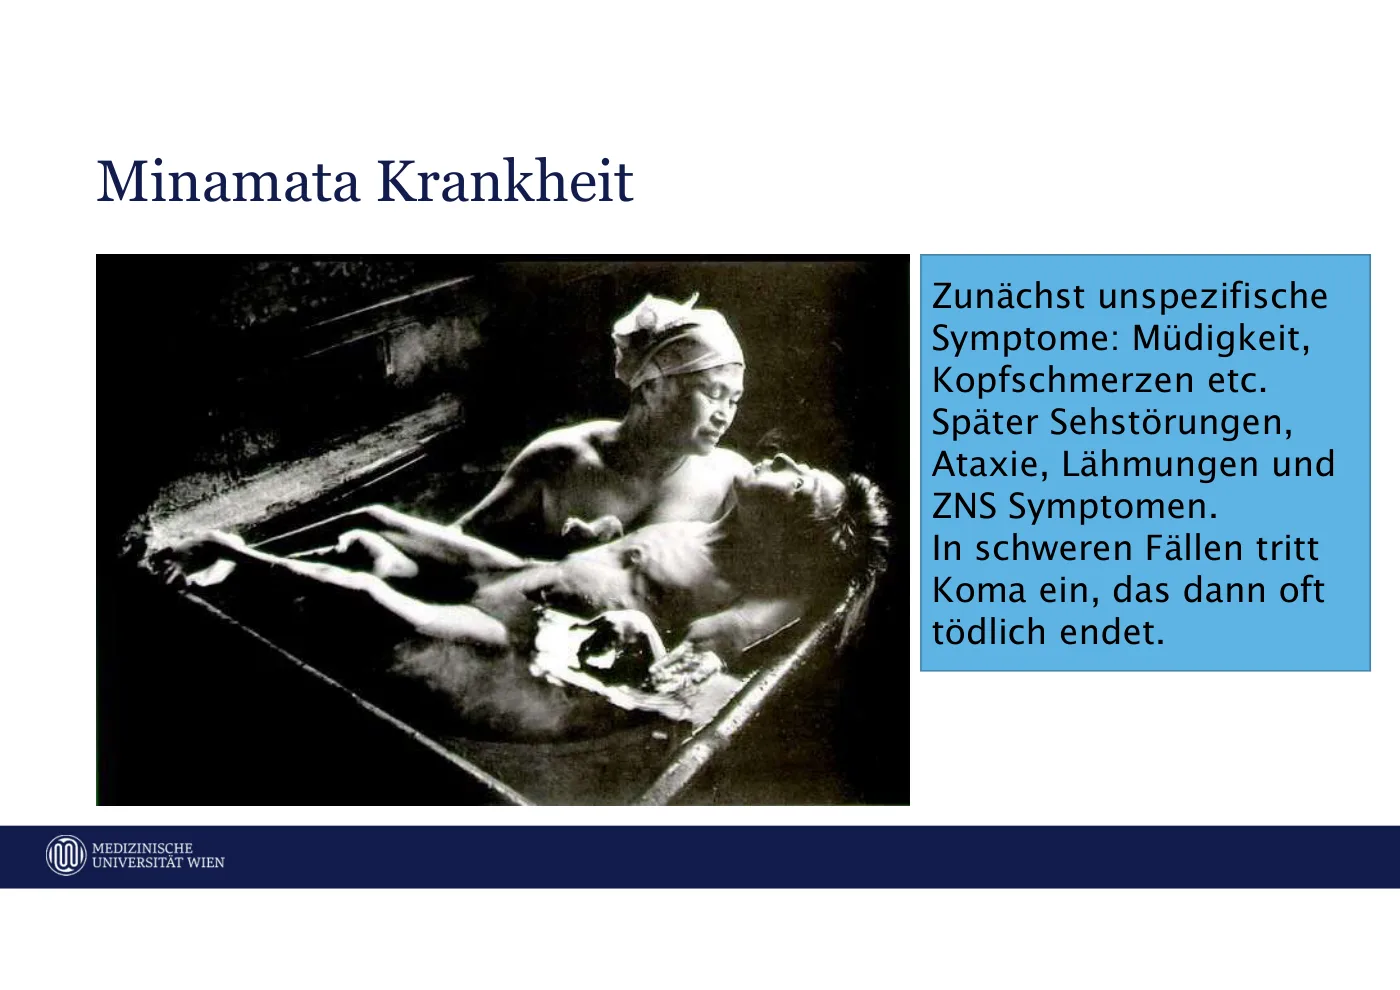 Minamata Krankheit
Zunächst unspezifische
Symptome: Müdigkeit,
Kopfschmerzen etc.
Später Sehstörungen,
Ataxie, Lähmungen und
ZNS Symptomen.
In schweren Fällen tritt
Koma ein, das dann oft
tödlich endet.
MEDIZINISCHE
UNIVERSITÄT WIEN